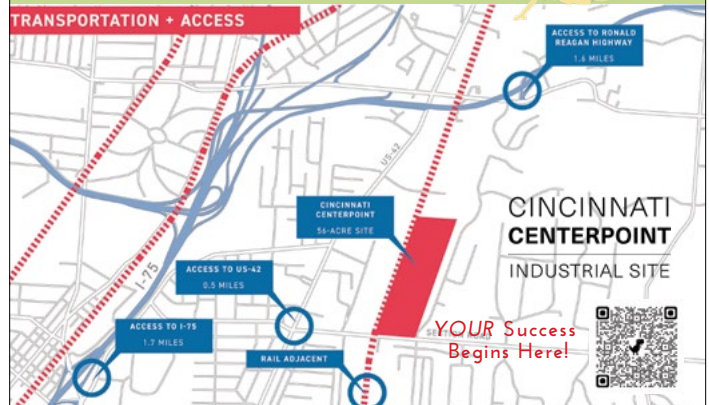 TRANSPORTATION + ACCESS
ACCESS TO RONALD
REAGAN HIGHWAY
1.6 MILES
US-42
CINCINNATI
CENTERPOINT
56-ACRE SITE
CINCINNATI
CENTERPOINT
INDUSTRIAL SITE
I-75
ACCESS TO US-42
0.5 MILES
ACCESS TO I-75
1.7 MILES
RAIL ADJACENT
YOUR Success
Begins Here!